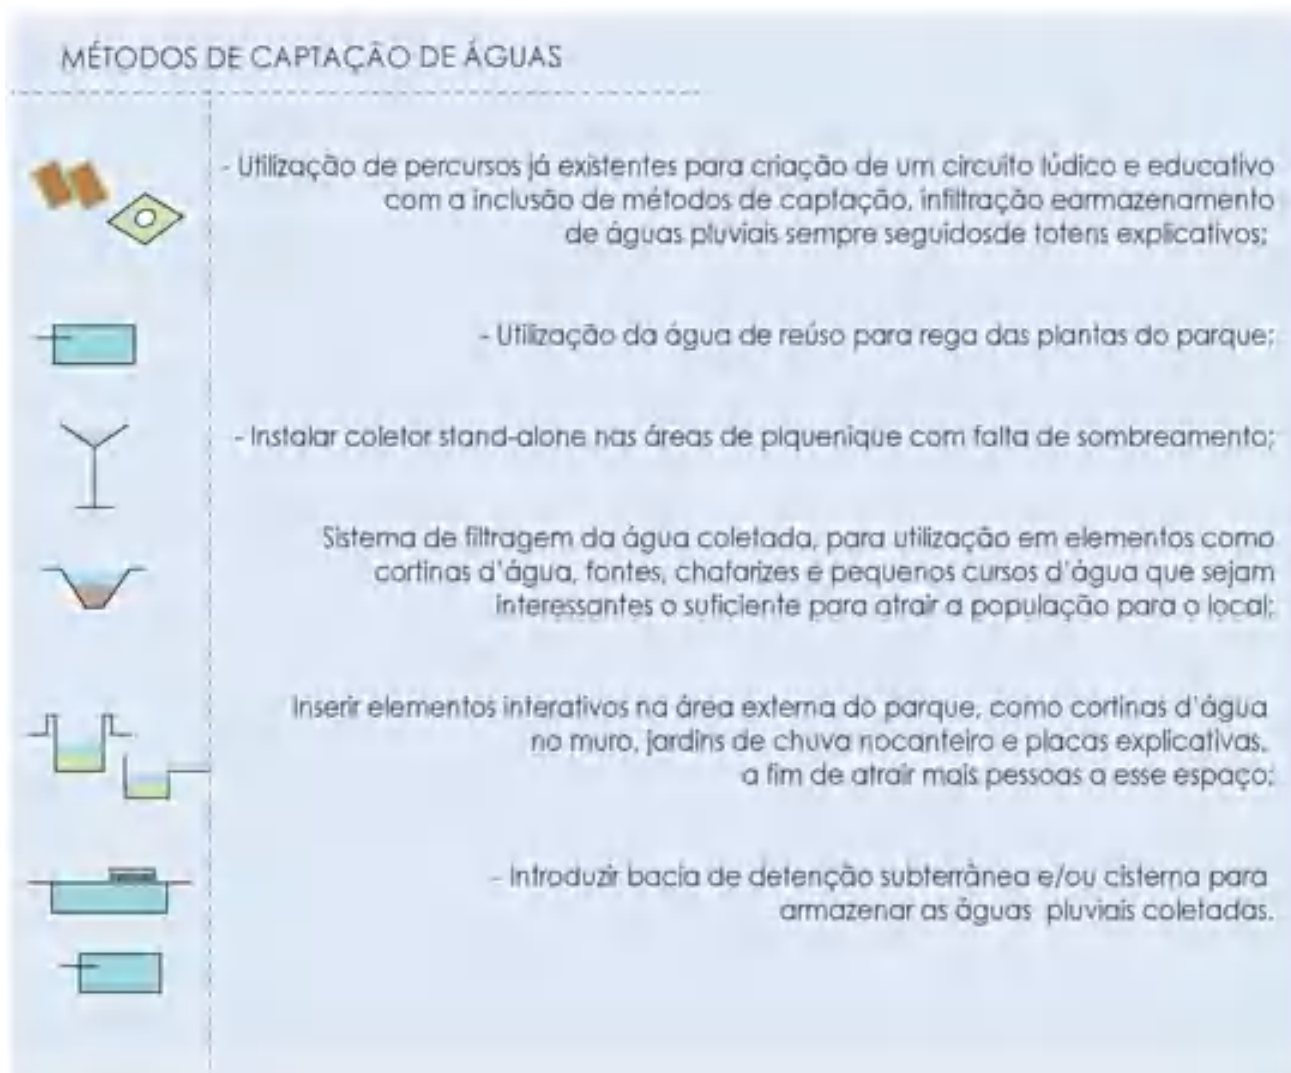 MÉTODOS DE CAPTAÇÃO DE ÁGUAS
- Utilização de percursos já existentes para criação de um circuito lúdico e educativo
com a inclusão de métodos de captação, infiltração earmazenamento
de águas pluviais sempre seguidosde totens explicativos;
- Utilização da água de reúso para rega das plantas do parque;
- Instalar coletor stand-alone nas áreas de piquenique com falta de sombreamento;
Sistema de filtragem da água coletada, para utilização em elementos como
cortinas d'água, fontes, chafarizes e pequenos cursos d'água que sejam
interessantes o suficiente para atrair a população para o local;
Inserir elementos interativos na área externa do parque, como cortinas d'água
no muro, jardins de chuva nocanteiro e placas explicativas,
a fim de atrair mais pessoas a esse espaço;
- Introduzir bacia de detenção subterrânea e/ou cisterna para
armazenar as águas pluviais coletadas.